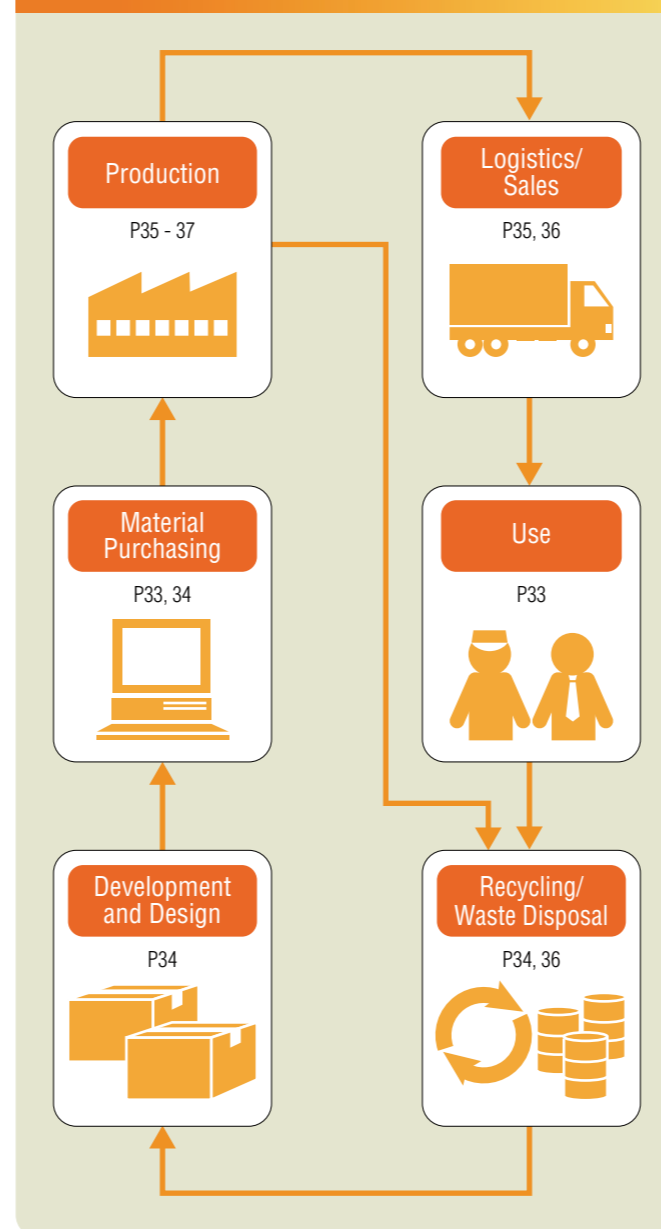 Production
P35 - 37
Logistics/
Sales
P35, 36
Material
Purchasing
P33, 34
Use
P33
Development
and Design
P34
Recycling/
Waste Disposal
P34, 36